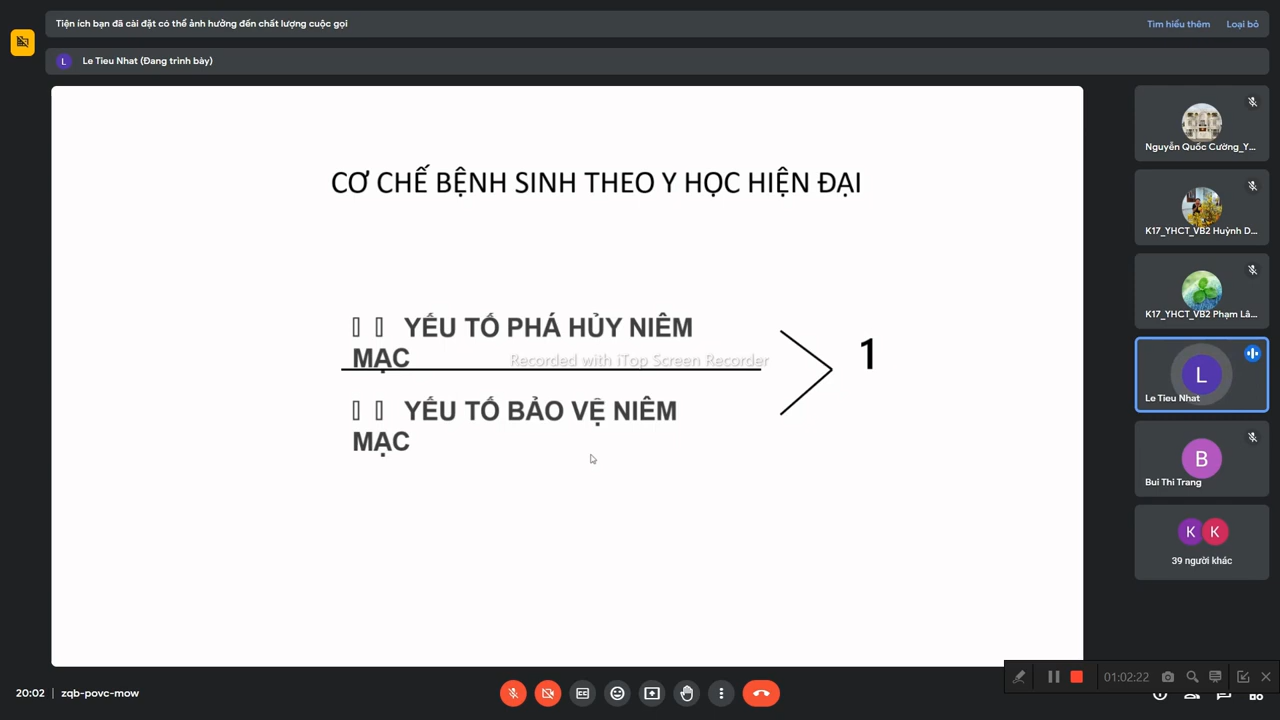 Tiện ích bạn đã cài đặt có thể ảnh hưởng đến chất lượng cuộc gọi
Tìm hiểu thêm
Loại bỏ
L
Le Tieu Nhat (Đang trình bày)
CƠ CHẾ BỆNH SINH THEO Y HỌC HIỆN ĐẠI
YẾU TỐ PHÁ HỦY NIÊM
MẠC
Recorded with iTop Screen Recorder
YẾU TỐ BẢO VỆ NIÊM
MẠC
1
Nguyễn Quốc Cường_Y...
K17_YHCT_VB2 Huỳnh D...
K17_YHCT_VB2 Phạm Lâ...
L
Le Tieu Nhat
B
Bui Thi Trang
K K
39 người khác
20:02 | zqb-povc-mow
01:02:22